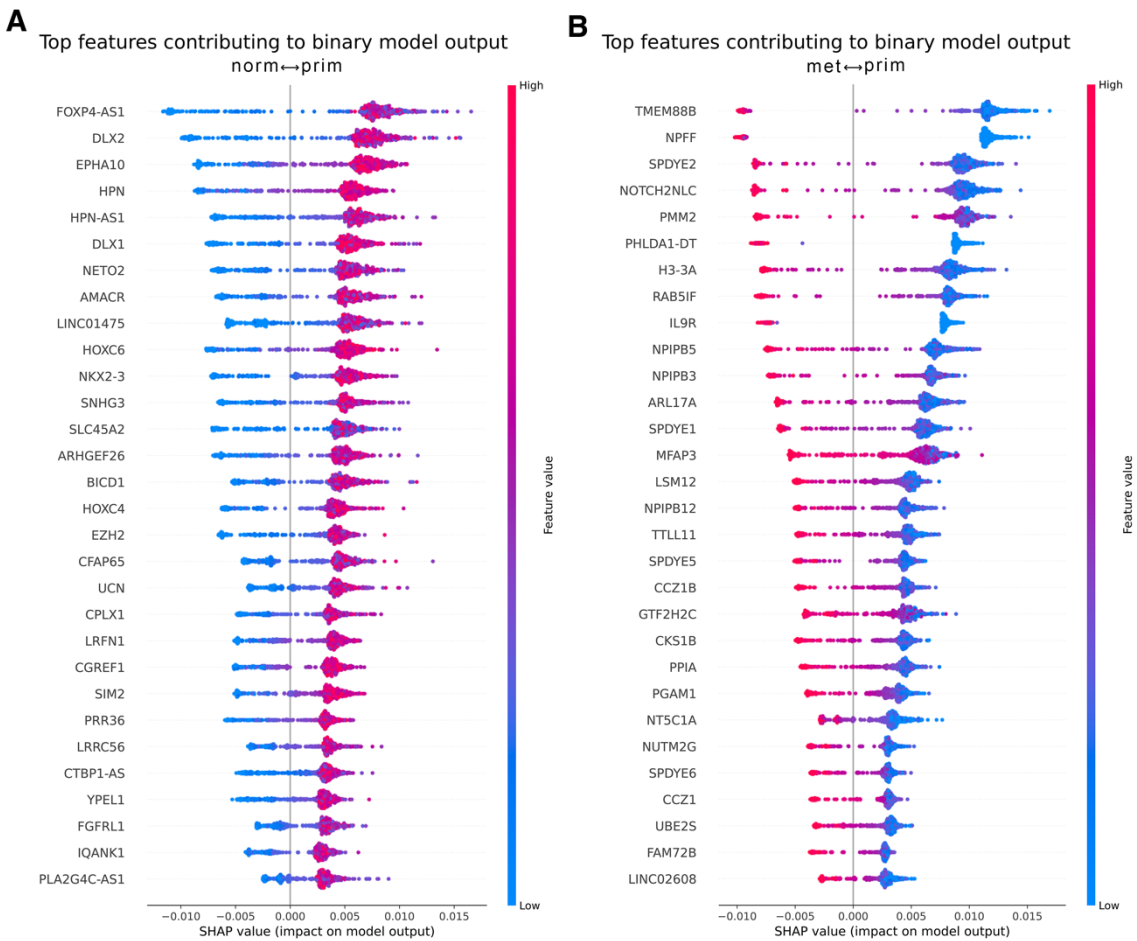 A
Top features contributing to binary model output
norm↔prim
High
FOXP4-AS1
DLX2
EPHA10
HPN
HPN-AS1
DLX1
NETO2
AMACR
LINC01475
HOXC6
NKX2-3
SNHG3
SLC45A2
ARHGEF26
BICD1
HOXC4
EZH2
CFAP65
UCN
CPLX1
LRFN1
CGREF1
SIM2
PRR36
LRRC56
CTBP1-AS
YPEL1
FGFRL1
IQANK1
PLA2G4C-AS1
Feature value
Low
−0.010 −0.005 0.000 0.005 0.010 0.015
SHAP value (impact on model output)
B
Top features contributing to binary model output
met↔prim
High
TMEM88B
NPFF
SPDYE2
NOTCH2NLC
PMM2
PHLDA1-DT
H3-3A
RAB5IF
IL9R
NPIPB5
NPIPB3
ARL17A
SPDYE1
MFAP3
LSM12
NPIPB12
TTLL11
SPDYE5
CCZ1B
GTF2H2C
CKS1B
PPIA
PGAM1
NT5C1A
NUTM2G
SPDYE6
CCZ1
UBE2S
FAM72B
LINC02608
Feature value
Low
−0.010 −0.005 0.000 0.005 0.010 0.015
SHAP value (impact on model output)